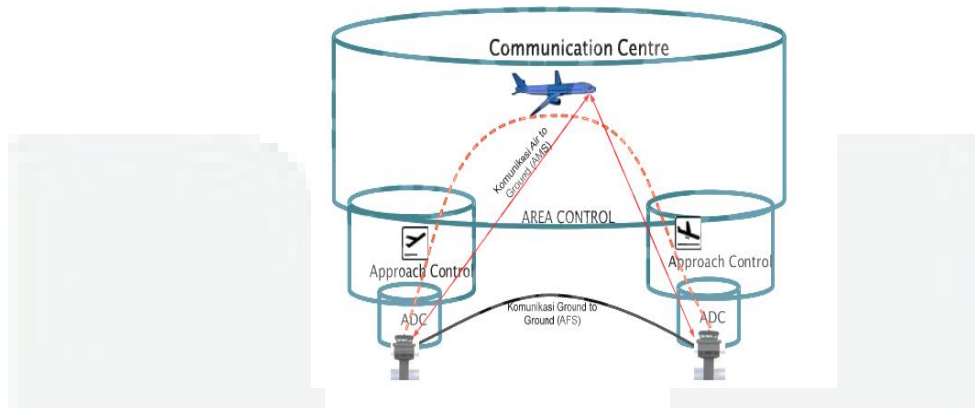 Communication Centre
Komunikasi Air to
Ground (AMS)
AREA CONTROL
Approach Control
Approach Control
Komunikasi Ground to
Ground (AFS)
ADC
ADC